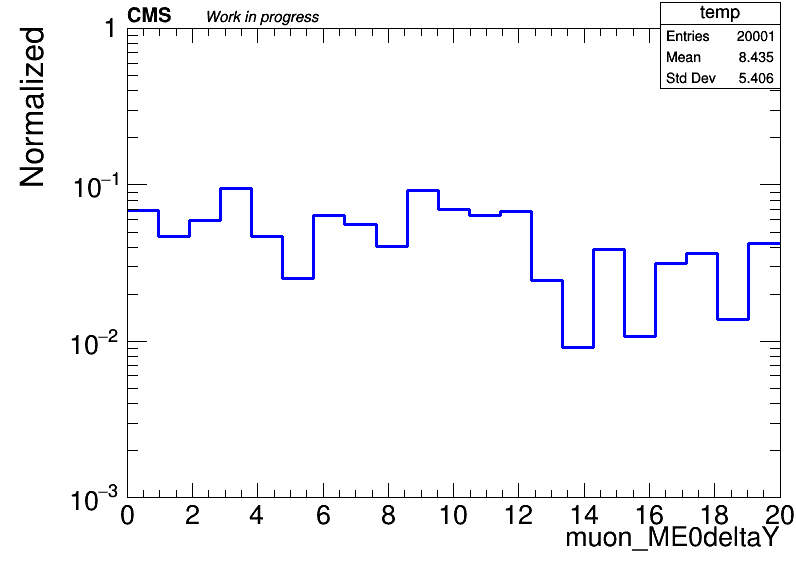 CMS Work in progress
temp
Entries 20001
Mean 8.435
Std Dev 5.406
Normalized
1
10−1
10−2
10−3
0 2 4 6 8 10 12 14 16 18 20
muon_ME0deltaY